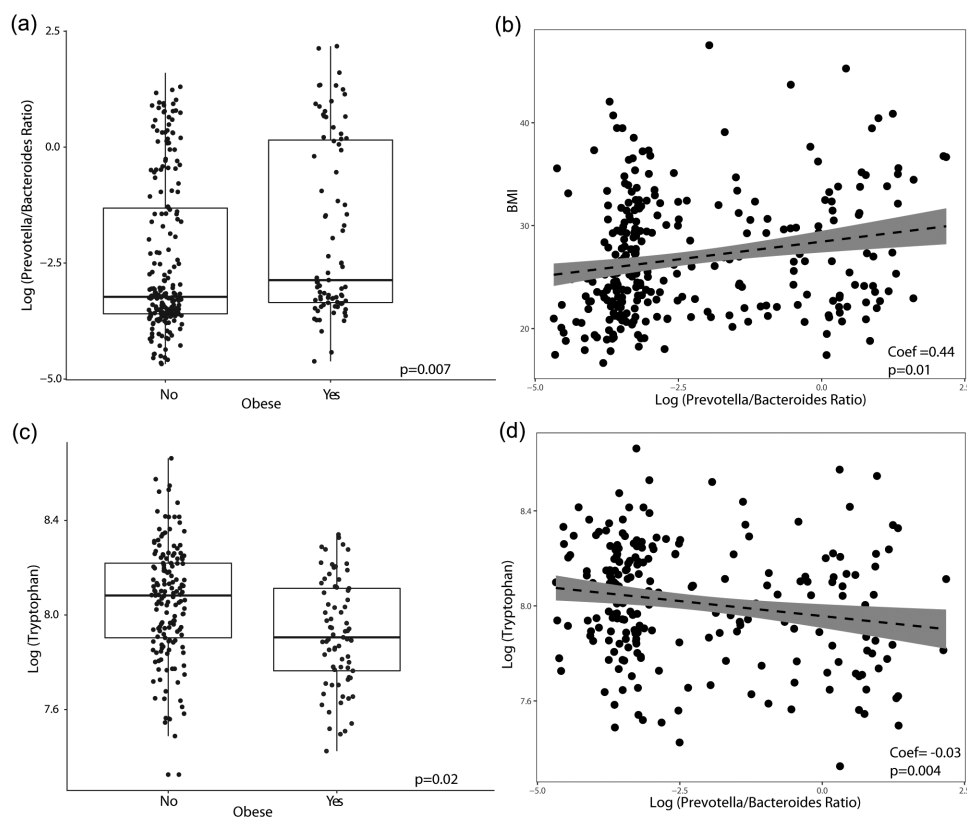 (a)
Log (Prevotella/Bacteroides Ratio)
2.5
0.0
−2.5
−5.0
No
Yes
Obese
p=0.007
(b)
BMI
40
30
20
−5.0
−2.5
0.0
2.5
Log (Prevotella/Bacteroides Ratio)
Coef =0.44
p=0.01
(c)
Log (Tryptophan)
8.4
8.0
7.6
No
Yes
Obese
p=0.02
(d)
Log (Tryptophan)
8.4
8.0
7.6
−5.0
−2.5
0.0
2.5
Log (Prevotella/Bacteroides Ratio)
Coef= -0.03
p=0.004